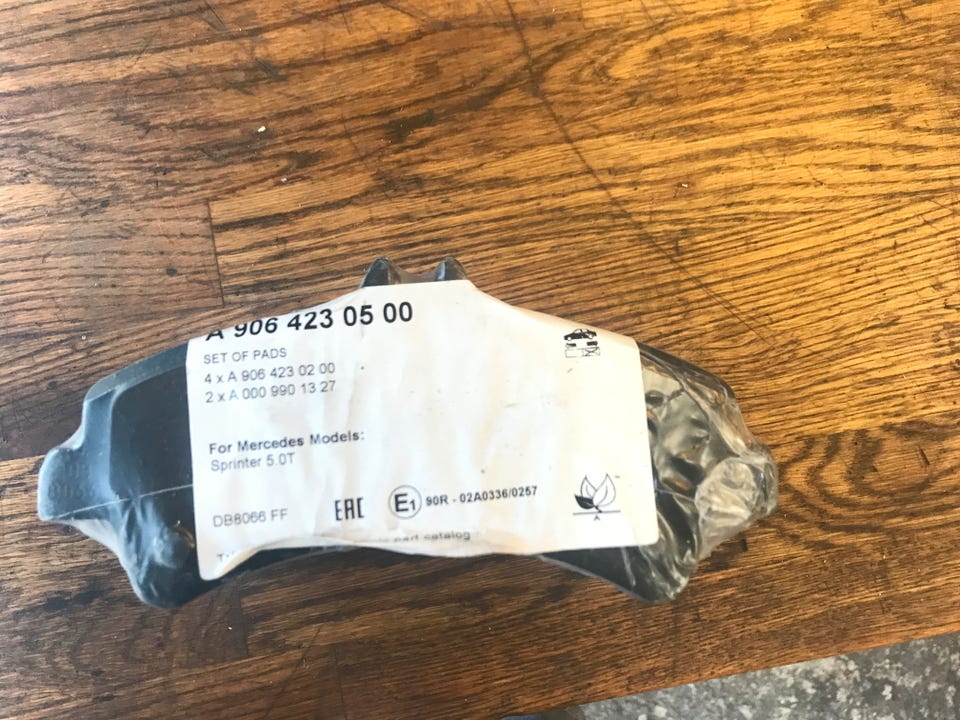 A 906 423 05 00
SET OF PADS
4 x A 906 423 02 00
2 x A 000 990 13 27
For Mercedes Models:
Sprinter 5.0T
DB8066 FF
EAC
E1
90R - 02A0336/0257
part catalog